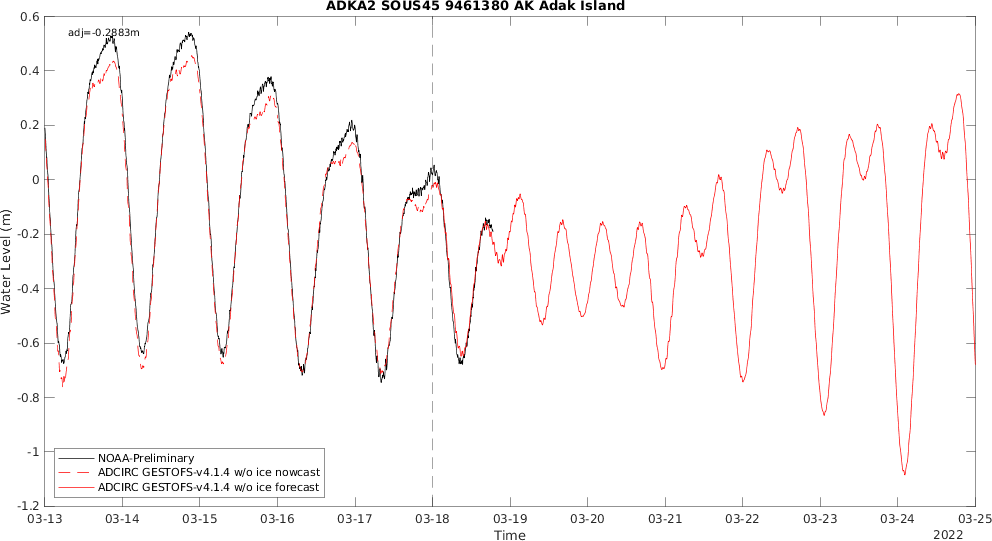 ADKA2 SOUS45 9461380 AK Adak Island
adj=-0.2883m
0.6
0.4
0.2
0
-0.2
-0.4
-0.6
-0.8
-1
-1.2
Water Level (m)
NOAA-Preliminary
ADCIRC GESTOFS-v4.1.4 w/o ice nowcast
ADCIRC GESTOFS-v4.1.4 w/o ice forecast
03-13 03-14 03-15 03-16 03-17 03-18 03-19 03-20 03-21 03-22 03-23 03-24 03-25
Time
2022